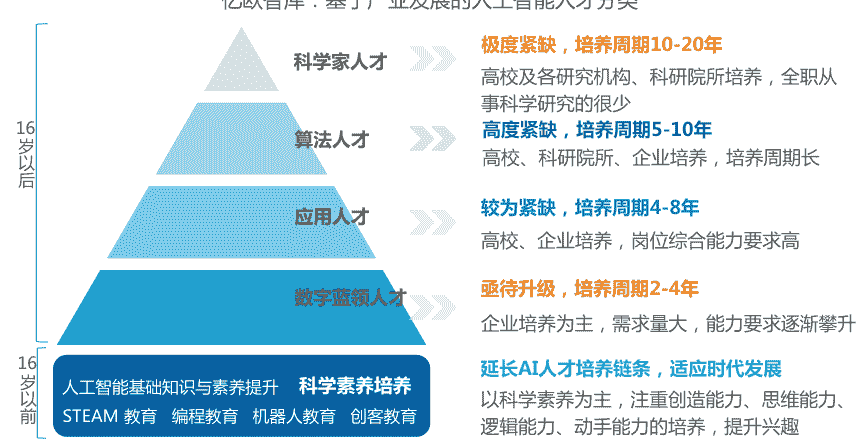 亿欧智库：基于产业发展的人工智能人才分类
科学家人才
极度紧缺，培养周期10-20年
高校及各研究机构、科研院所培养，全职从
事科学研究的很少
16岁以后
算法人才
高度紧缺，培养周期5-10年
高校、科研院所、企业培养，培养周期长
应用人才
较为紧缺，培养周期4-8年
高校、企业培养，岗位综合能力要求高
数字蓝领人才
亟待升级，培养周期2-4年
企业培养为主，需求量大，能力要求逐渐攀升
16岁以前
人工智能基础知识与素养提升 科学素养培养
STEAM 教育 编程教育 机器人教育 创客教育
延长AI人才培养链条，适应时代发展
以科学素养为主，注重创造能力、思维能力、
逻辑能力、动手能力的培养，提升兴趣